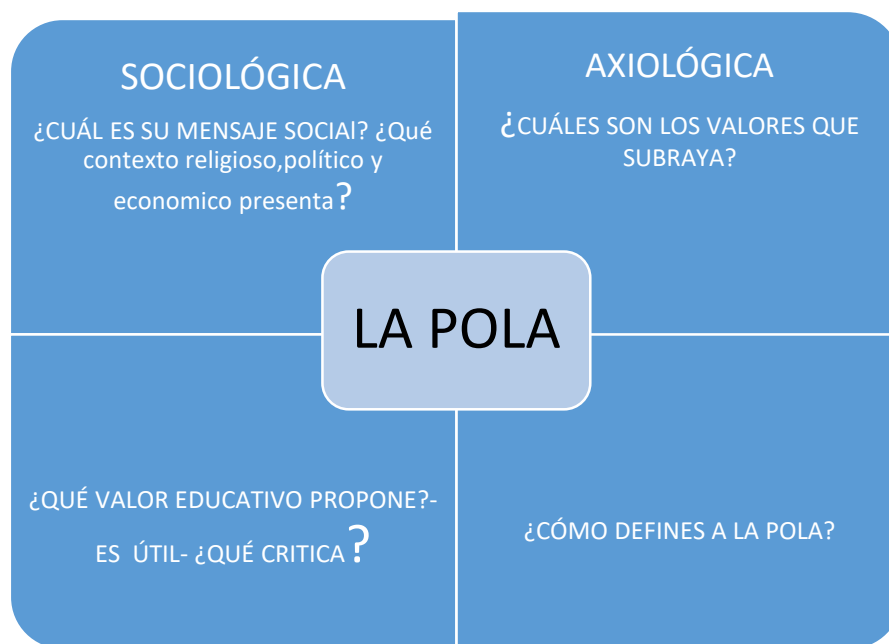 SOCIOLÓGICA
¿CUÁL ES SU MENSAJE SOCIAl? ¿Qué
contexto religioso,político y
economico presenta?
AXIOLÓGICA
¿CUÁLES SON LOS VALORES QUE
SUBRAYA?
LA POLA
¿QUÉ VALOR EDUCATIVO PROPONE?-
ES ÚTIL- ¿QUÉ CRITICA?
¿CÓMO DEFINES A LA POLA?